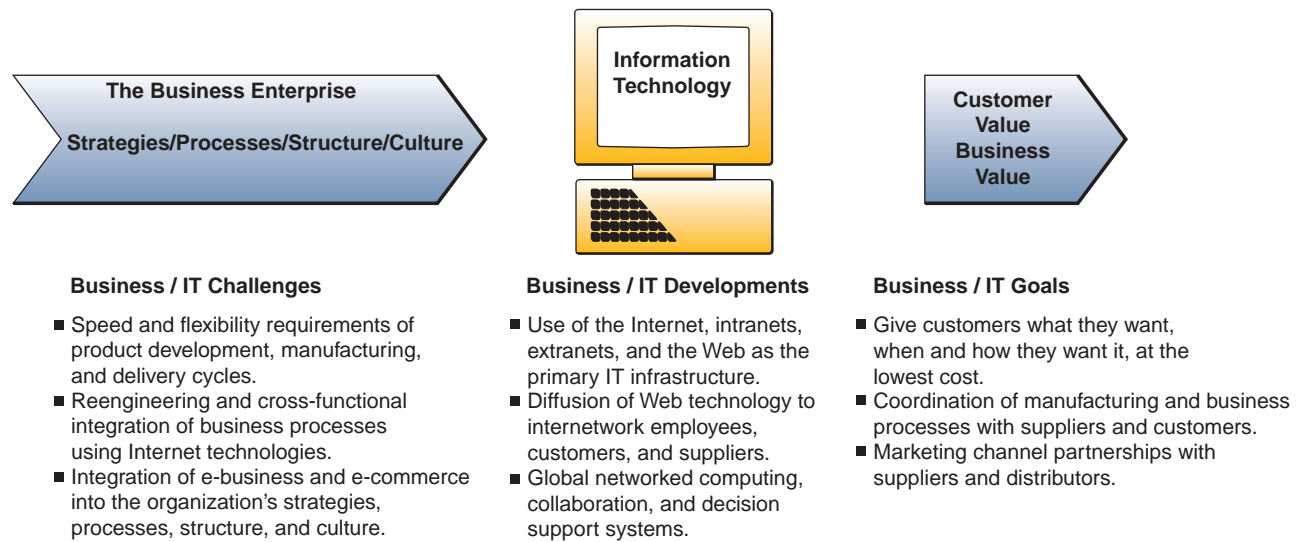 The Business Enterprise
Strategies/Processes/Structure/Culture
Information
Technology
Customer
Value
Business
Value
Business / IT Challenges
■ Speed and flexibility requirements of
product development, manufacturing,
and delivery cycles.
■ Reengineering and cross-functional
integration of business processes
using Internet technologies.
■ Integration of e-business and e-commerce
into the organization's strategies,
processes, structure, and culture.
Business / IT Developments
■ Use of the Internet, intranets,
extranets, and the Web as the
primary IT infrastructure.
■ Diffusion of Web technology to
internetwork employees,
customers, and suppliers.
■ Global networked computing,
collaboration, and decision
support systems.
Business / IT Goals
■ Give customers what they want,
when and how they want it, at the
lowest cost.
■ Coordination of manufacturing and business
processes with suppliers and customers.
■ Marketing channel partnerships with
suppliers and distributors.